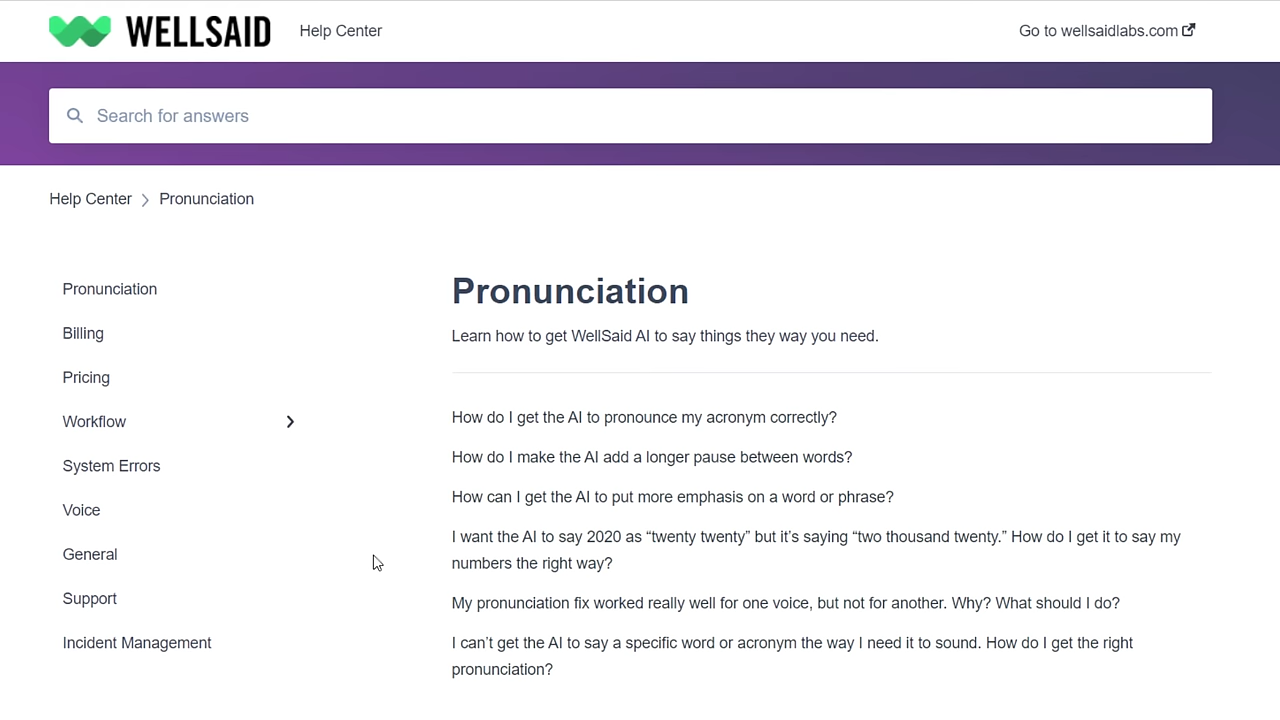 WELLSAID Help Center Go to wellsaidlabs.com
Search for answers
Help Center Pronunciation
Pronunciation
Billing
Pricing
Workflow
System Errors
Voice
General
Support
Incident Management
Pronunciation
Learn how to get WellSaid AI to say things they way you need.
How do I get the AI to pronounce my acronym correctly?
How do I make the AI add a longer pause between words?
How can I get the AI to put more emphasis on a word or phrase?
I want the AI to say 2020 as “twenty twenty” but it’s saying “two thousand twenty.” How do I get it to say my
numbers the right way?
My pronunciation fix worked really well for one voice, but not for another. Why? What should I do?
I can’t get the AI to say a specific word or acronym the way I need it to sound. How do I get the right
pronunciation?